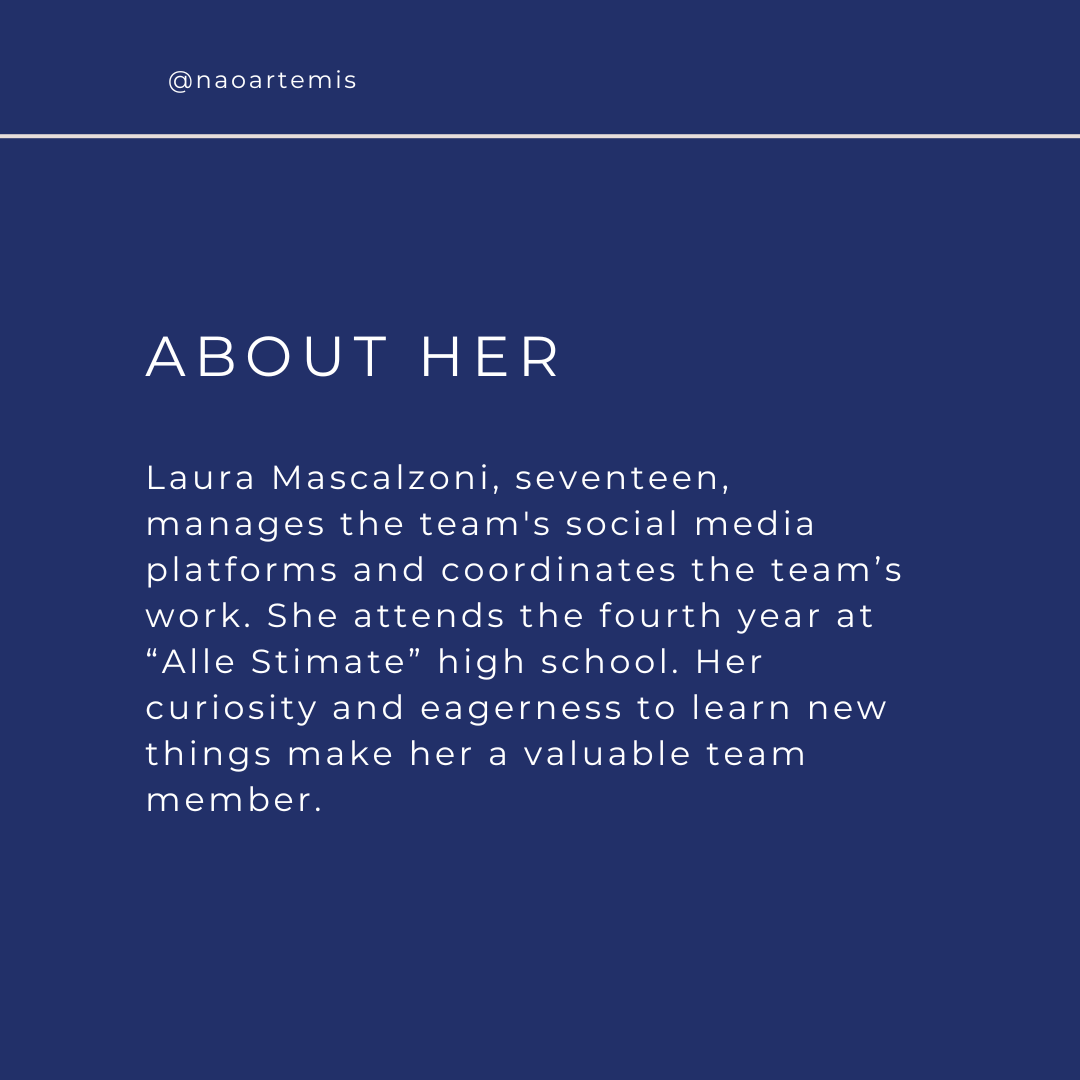 @naoartemis
ABOUT HER
Laura Mascalzoni, seventeen,
manages the team's social media
platforms and coordinates the team’s
work. She attends the fourth year at
“Alle Stimate” high school. Her
curiosity and eagerness to learn new
things make her a valuable team
member.